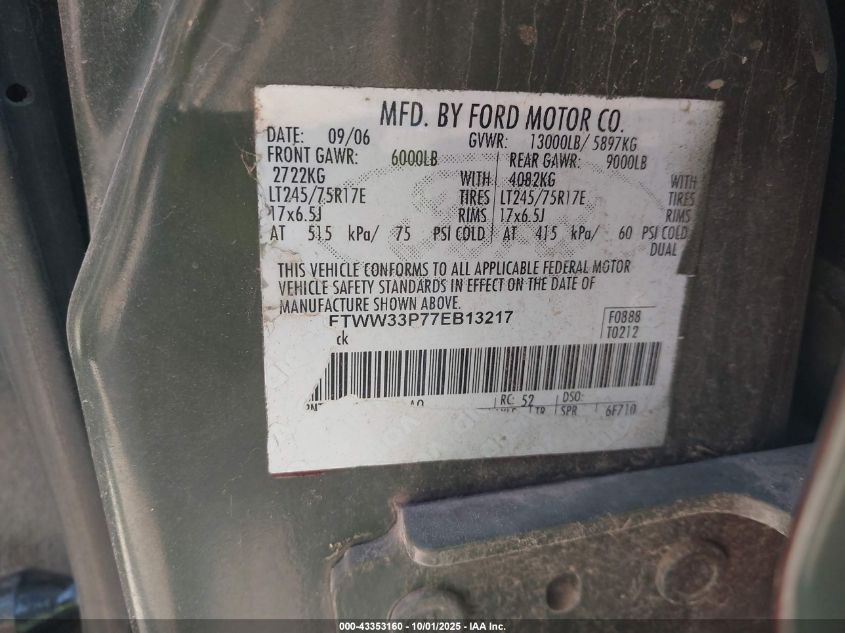 MFD. BY FORD MOTOR CO.
DATE: 09/06 GVWR: 13000LB/ 5897KG
FRONT GAWR: 6000LB REAR GAWR: 9000LB
2722KG WITH 4082KG WITH
LT245/75R17E TIRES LT245/75R17E TIRES
17x6.5J RIMS 17x6.5J RIMS
AT 515 kPa/ 75 PSI COLD AT 415 kPa/ 60 PSI COLD
DUAL
THIS VEHICLE CONFORMS TO ALL APPLICABLE FEDERAL MOTOR
VEHICLE SAFETY STANDARDS IN EFFECT ON THE DATE OF
MANUFACTURE SHOWN ABOVE.
FTWW33P77EB13217 F0888
ck T0212
RC: 52 DSO:
TR SPR 6F710
000-43353160 - 10/01/2025 - IAA Inc.